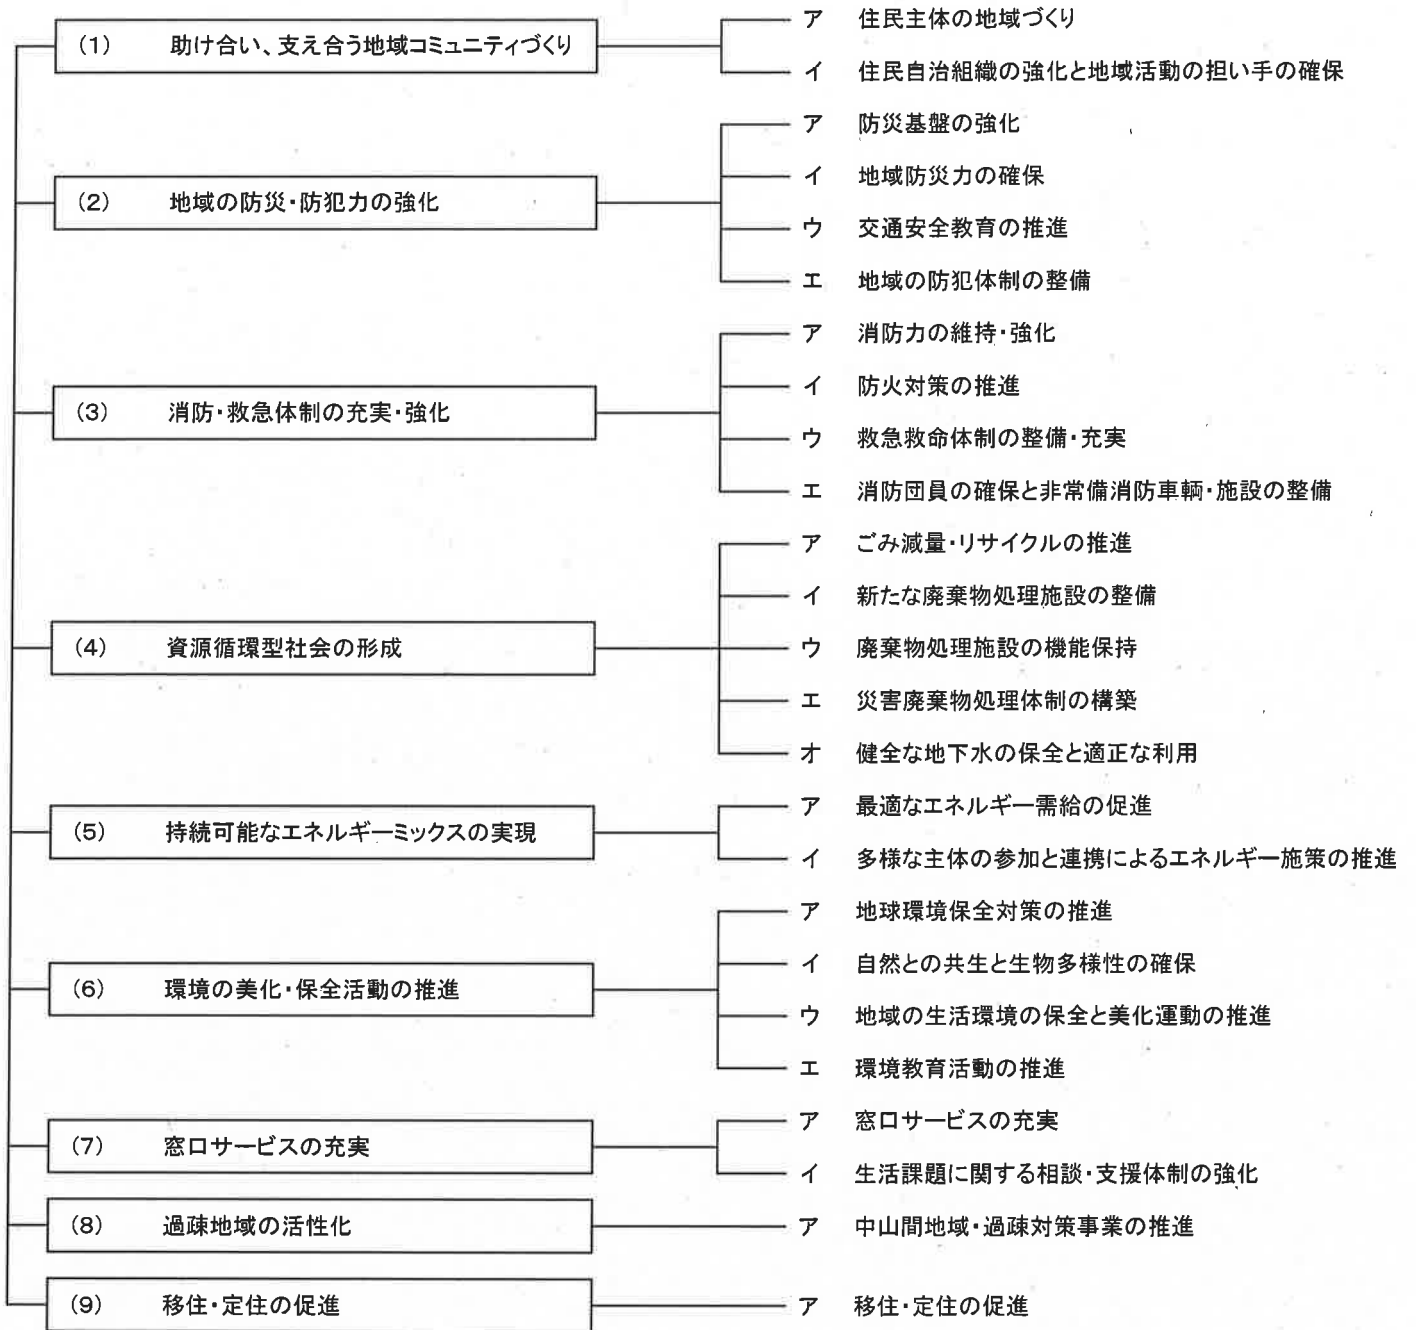 (1) 助け合い、支え合う地域コミュニティづくり
ア 住民主体の地域づくり
イ 住民自治組織の強化と地域活動の担い手の確保
(2) 地域の防災・防犯力の強化
ア 防災基盤の強化
イ 地域防災力の確保
ウ 交通安全教育の推進
エ 地域の防犯体制の整備
(3) 消防・救急体制の充実・強化
ア 消防力の維持・強化
イ 防火対策の推進
ウ 救急救命体制の整備・充実
エ 消防団員の確保と非常備消防車輌・施設の整備
(4) 資源循環型社会の形成
ア ごみ減量・リサイクルの推進
イ 新たな廃棄物処理施設の整備
ウ 廃棄物処理施設の機能保持
エ 災害廃棄物処理体制の構築
オ 健全な地下水の保全と適正な利用
(5) 持続可能なエネルギーミックスの実現
ア 最適なエネルギー需給の促進
イ 多様な主体の参加と連携によるエネルギー施策の推進
(6) 環境の美化・保全活動の推進
ア 地球環境保全対策の推進
イ 自然との共生と生物多様性の確保
ウ 地域の生活環境の保全と美化運動の推進
エ 環境教育活動の推進
(7) 窓口サービスの充実
ア 窓口サービスの充実
イ 生活課題に関する相談・支援体制の強化
(8) 過疎地域の活性化
ア 中山間地域・過疎対策事業の推進
(9) 移住・定住の促進
ア 移住・定住の促進